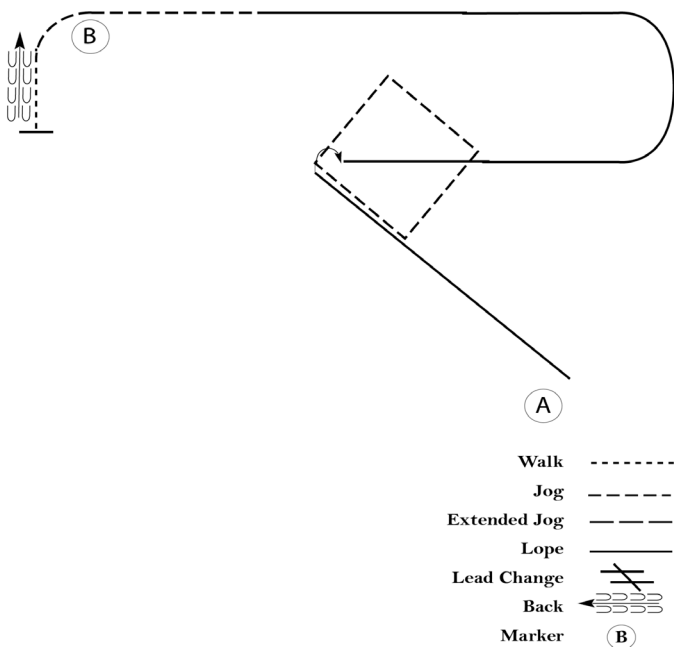 B
A
Walk
Jog
Extended Jog
Lope
Lead Change
Back
Marker B